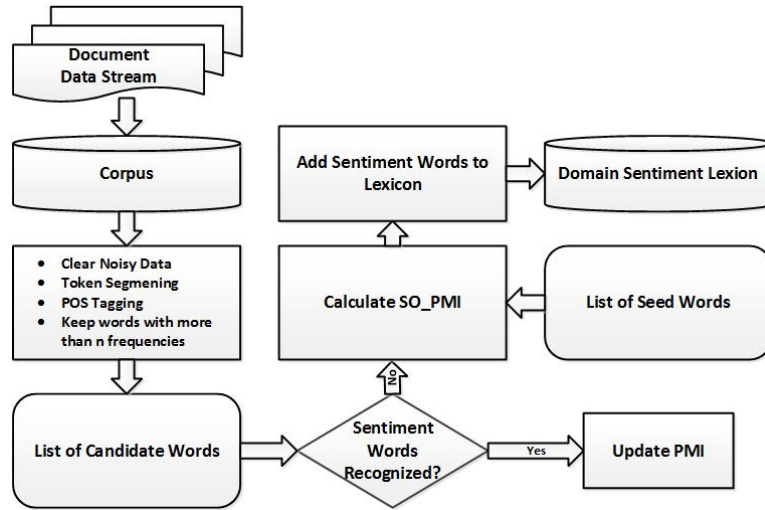 Document
Data Stream
Corpus
• Clear Noisy Data
• Token Segmening
• POS Tagging
• Keep words with more
than n frequencies
List of Candidate Words
Sentiment
Words
Recognized?
Yes
Update PMI
No
Calculate SO_PMI
List of Seed Words
Add Sentiment Words to
Lexicon
Domain Sentiment Lexion